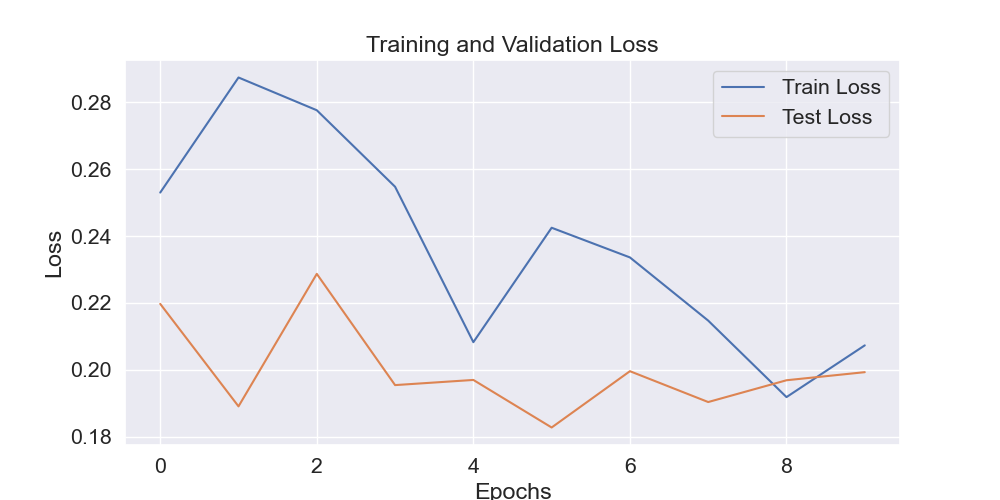 Training and Validation Loss
Train Loss
Test Loss
Loss
0.28
0.26
0.24
0.22
0.20
0.18
0 2 4 6 8
Epochs